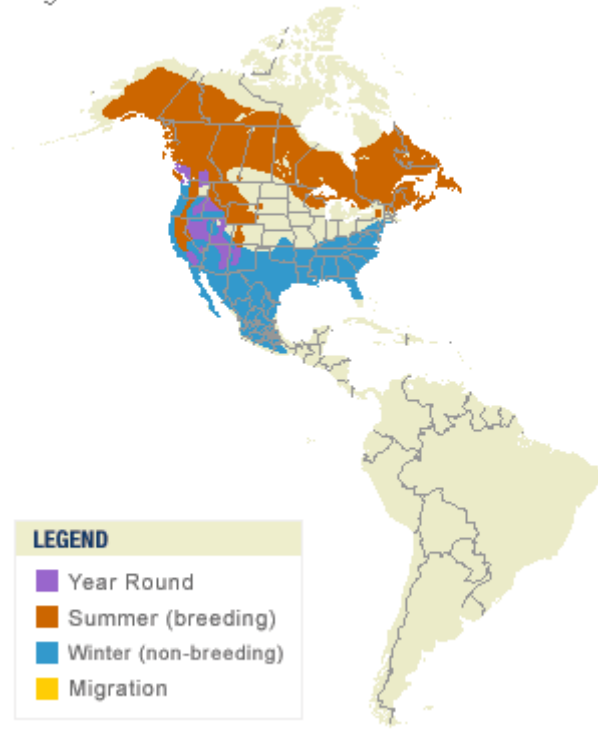 LEGEND
Year Round
Summer (breeding)
Winter (non-breeding)
Migration